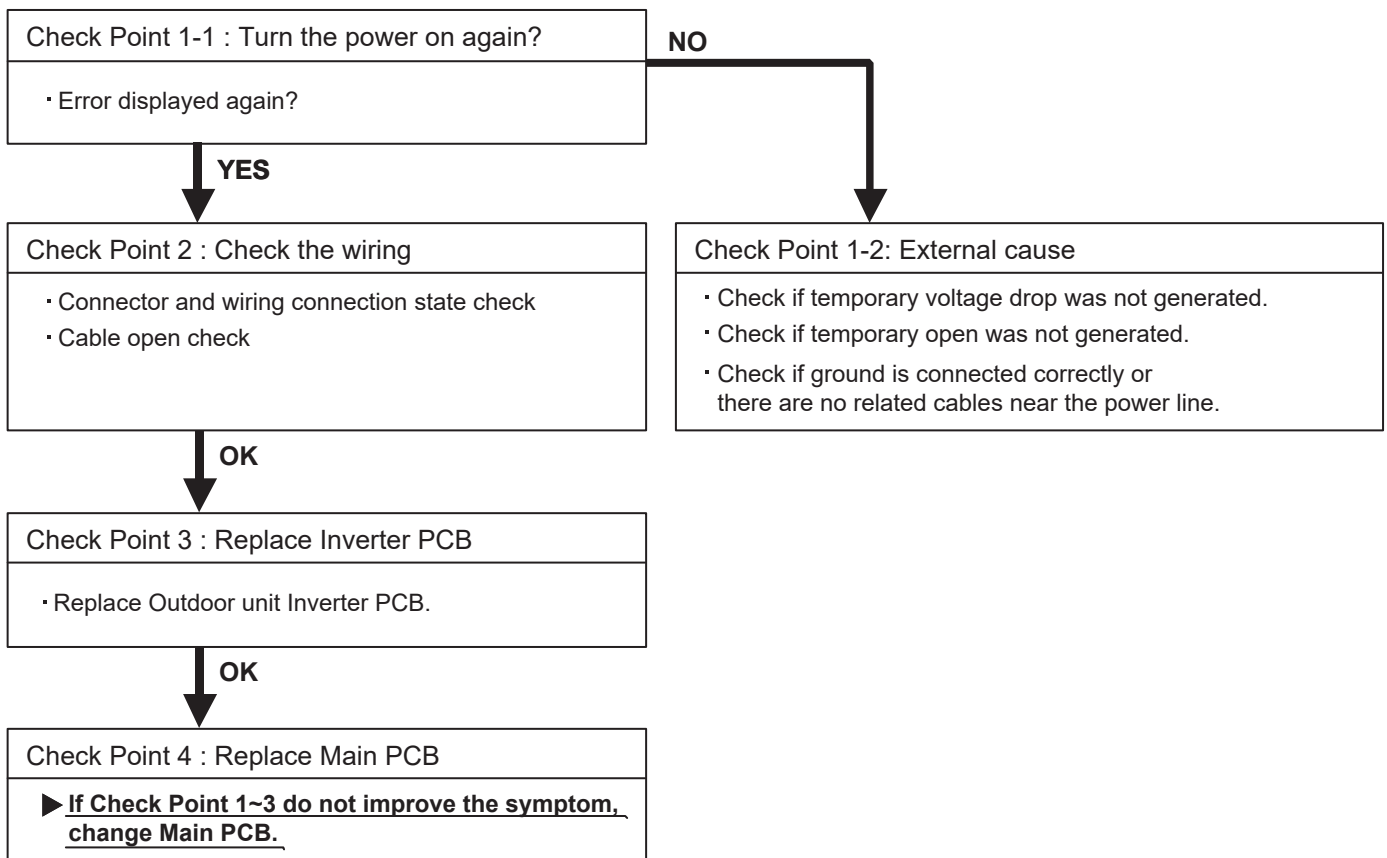 Check Point 1-1 : Turn the power on again?
· Error displayed again?
NO
YES
Check Point 2 : Check the wiring
· Connector and wiring connection state check
· Cable open check
Check Point 1-2: External cause
· Check if temporary voltage drop was not generated.
· Check if temporary open was not generated.
· Check if ground is connected correctly or
there are no related cables near the power line.
OK
Check Point 3 : Replace Inverter PCB
· Replace Outdoor unit Inverter PCB.
OK
Check Point 4 : Replace Main PCB
▶ If Check Point 1~3 do not improve the symptom,
change Main PCB.